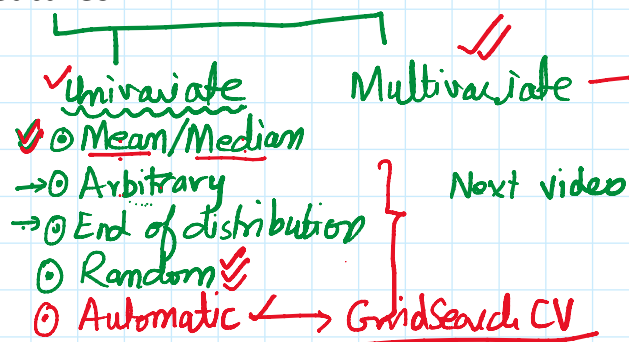 Univariate
Multivariate
Mean/Median
Arbitrary
Next video
End of distribution
Random
Automatic → GridSearch CV